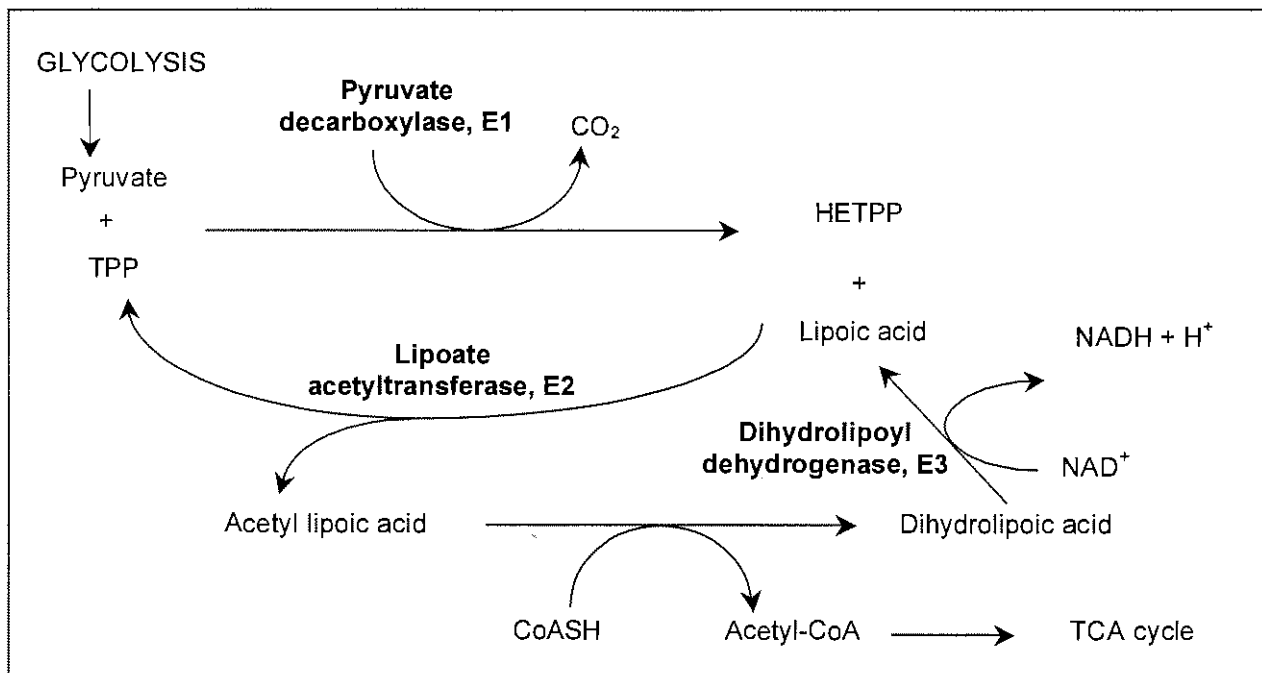 GLYCOLYSIS
Pyruvate
decarboxylase, E1
CO₂
Pyruvate
+
TPP
HETPP
+
Lipoic acid
NADH + H⁺
Lipoate
acetyltransferase, E2
Dihydrolipoyl
dehydrogenase, E3
NAD⁺
Acetyl lipoic acid
Dihydrolipoic acid
CoASH
Acetyl-CoA
TCA cycle